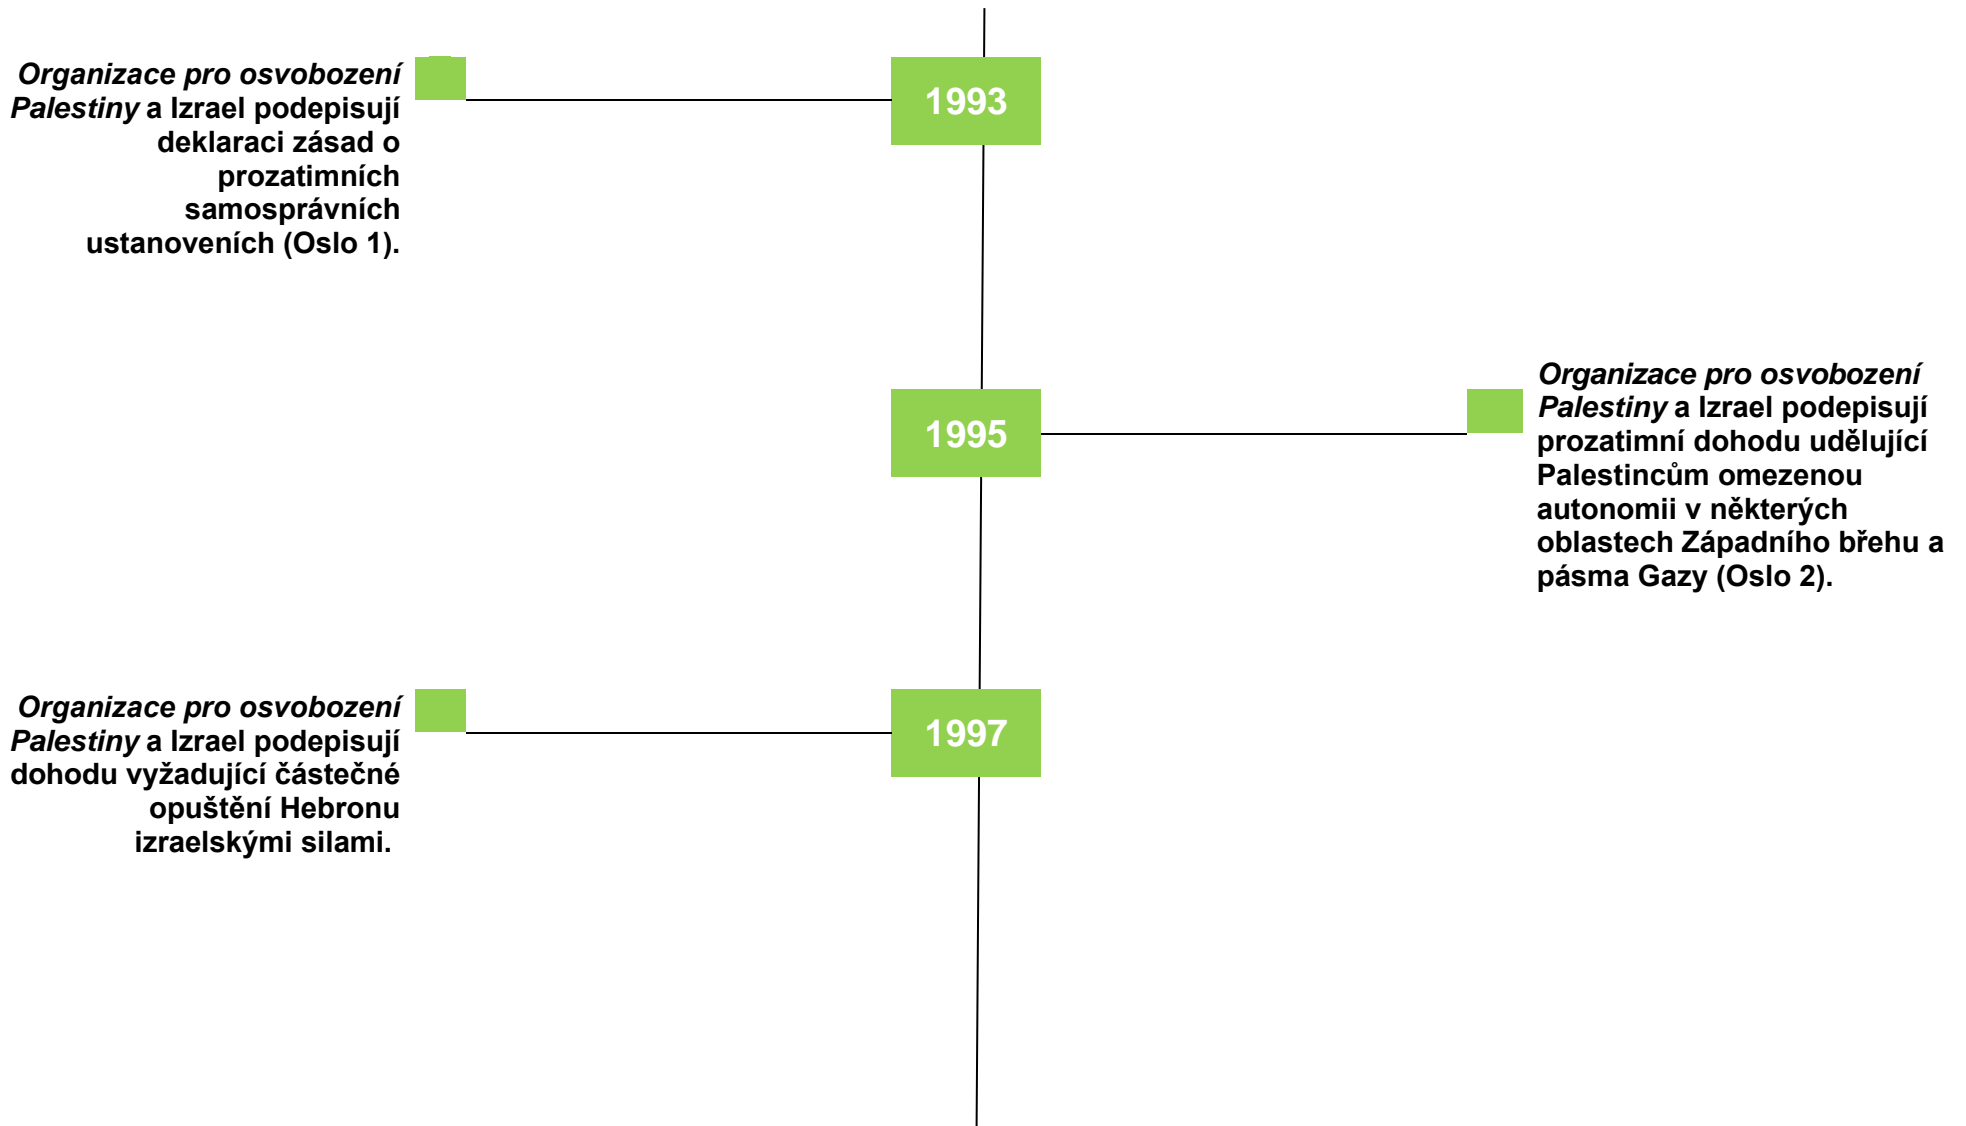 Organizace pro osvobození
Palestiny a Izrael podepisují
deklaraci zásad o
prozatimních
samosprávních
ustanoveních (Oslo 1).
1993
1995
Organizace pro osvobození
Palestiny a Izrael podepisují
prozatimní dohodu udělující
Palestincům omezenou
autonomii v některých
oblastech Západního břehu a
pásma Gazy (Oslo 2).
Organizace pro osvobození
Palestiny a Izrael podepisují
dohodu vyžadující částečné
opuštění Hebronu
izraelskými silami.
1997